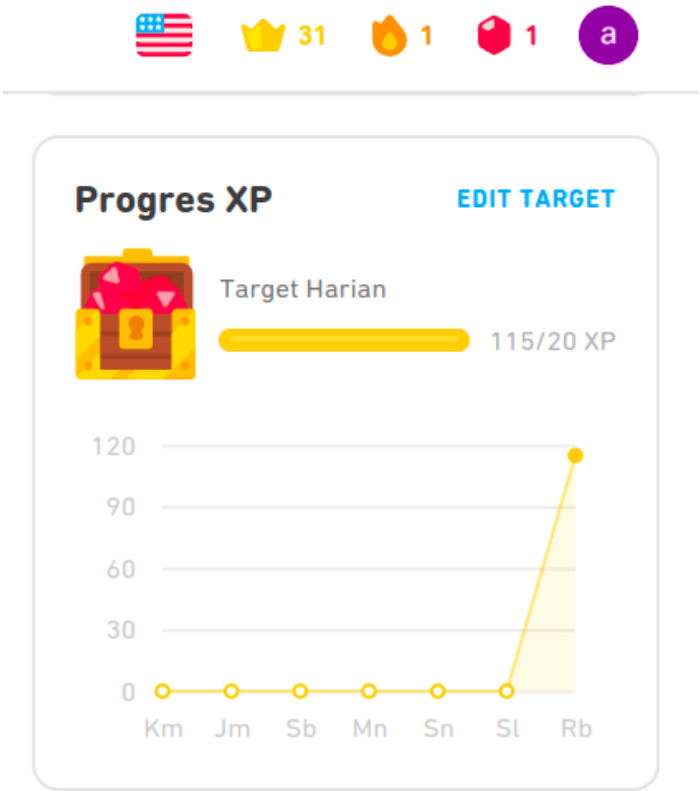 31 1 1 a
Progres XP EDIT TARGET
Target Harian
115/20 XP
120
90
60
30
0
Km Jm Sb Mn Sn Sl Rb